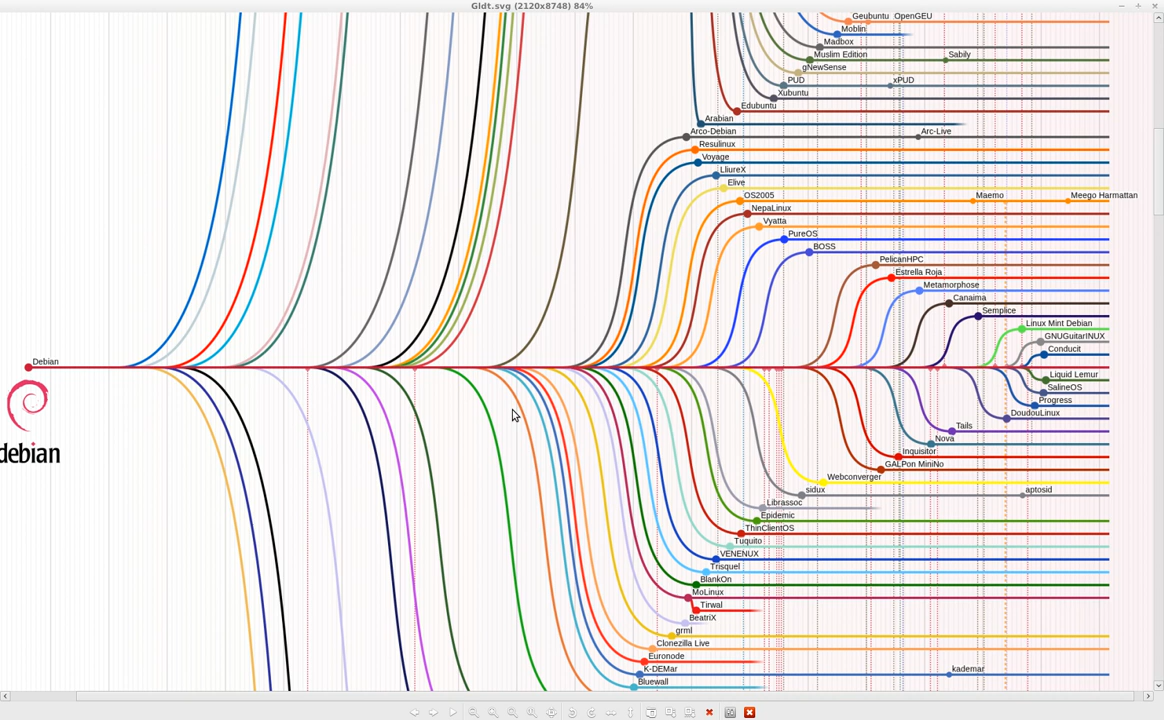 Gldt.svg (2120x8748) 84%
Geubuntu OpenGEU
Moblin
Madbox
Muslim Edition Sabily
gNewSense
PUD xPUD
Xubuntu
Edubuntu
Arabian
Arco-Debian Arc-Live
Resulinux
Voyage
LliureX
Elive
OS2005 Maemo Meego Harmattan
NepaLinux
Vyatta
PureOS
BOSS
PelicanHPC
Estrella Roja
Metamorphose
Canaima
Semplice
Linux Mint Debian
GNUGuitarINUX
Conducit
Debian
Liquid Lemur
SalineOS
Progress
DoudouLinux
Tails
Nova
debian
Inquisitor
GALPon MiniNo
Webconverger
sidux aptosid
Librassoc
Epidemic
ThinClientOS
Tuquito
VENENUX
Trisquel
BlankOn
MoLinux
Tirwal
BeatriX
grml
Clonezilla Live
Euronode
K-DEMar kademar
Bluewall